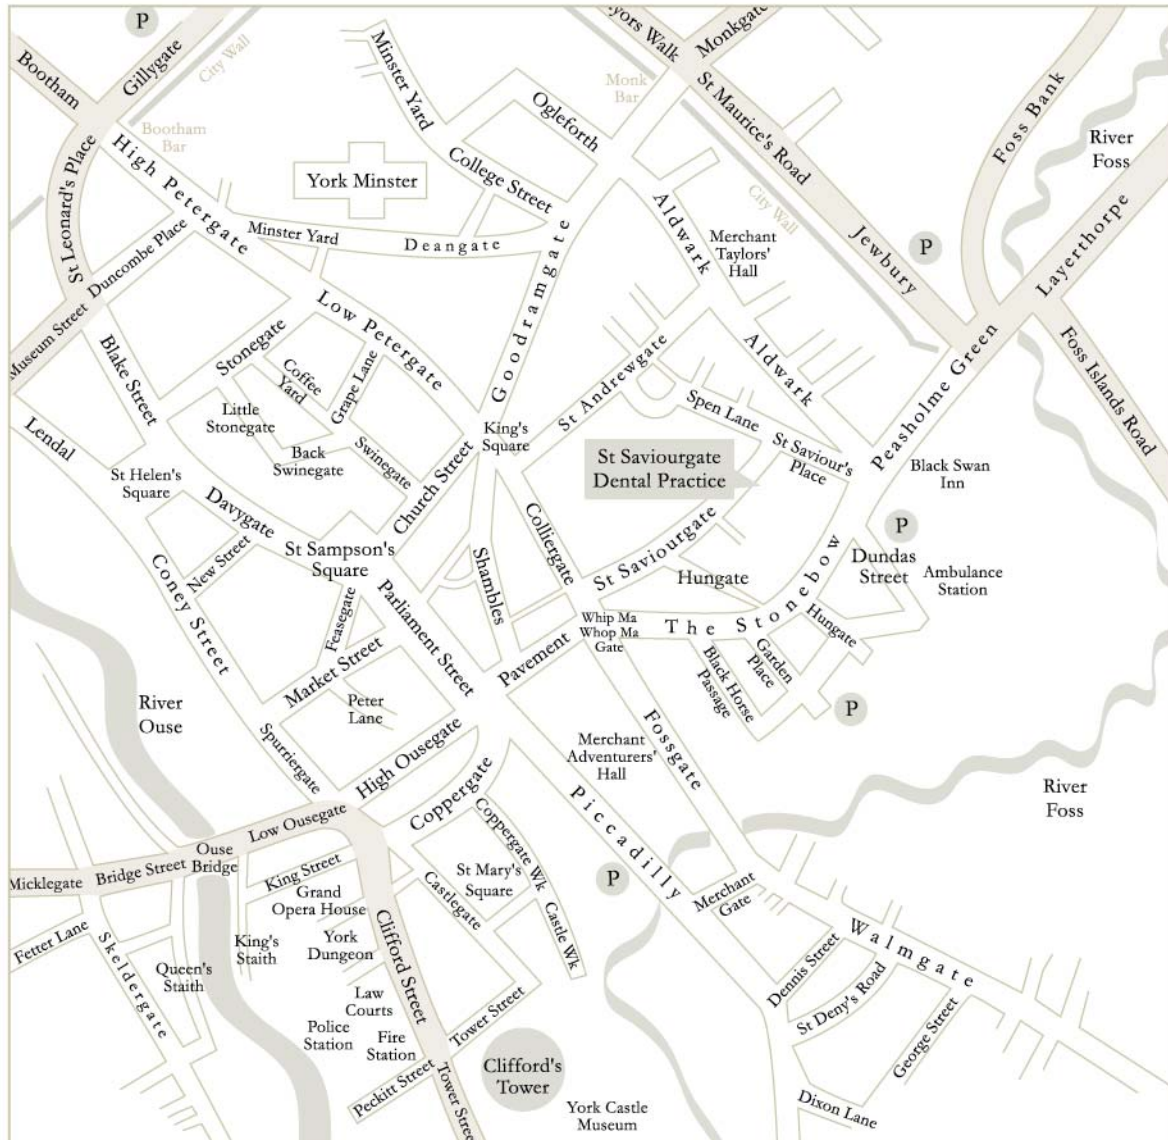 P
Gillygate
City Wall
Bootham
Bootham
Bar
Minster Yard
Ogleforth
Monk
Bar
Monkgate
St Maurice's Road
City Wall
Jewbury
P
Foss Bank
River
Foss
Layerthorpe
Foss Islands Road
St Leonard's Place
High Petergate
York Minster
College Street
Minster Yard
Deangate
Goodramgate
Aldwark
Merchant
Taylors'
Hall
Aldwark
Museum Street
Duncombe Place
Blake Street
Stonegate
Low Petergate
Coffee
Yard
Grape Lane
Little
Stonegate
Back
Swinegate
Swinegate
Church Street
King's
Square
St Andrewgate
Spen Lane
St Saviour's
Place
Peasholme Green
Black Swan
Inn
St Saviourgate
Dental Practice
Lendal
St Helen's
Square
Davygate
New Street
St Sampson's
Square
Coney Street
Feasegate
Parliament Street
Shambles
Colliergate
St Saviourgate
Hungate
P
Dundas
Street
Ambulance
Station
Whip Ma
Whop Ma
Gate
The Stonebow
Hungate
Garden
Place
Black Horse
Passage
P
Pavement
Market Street
Peter
Lane
River
Ouse
Spurriergate
High Ousegate
Coppergate
Merchant
Adventurers'
Hall
Fossgate
Piccadilly
River
Foss
Low Ousegate
Ouse
Bridge
Bridge Street
Micklegate
King Street
Grand
Opera House
Coppergate Wk
St Mary's
Square
Castlegate
Castle Wk
P
Merchant
Gate
Walmgate
Fetter Lane
Skeldergate
Queen's
Staith
King's
Staith
York
Dungeon
Clifford Street
Law
Courts
Police
Station
Fire
Station
Tower Street
Dennis Street
St Deny's Road
George Street
Peckitt Street
Clifford's
Tower
York Castle
Museum
Dixon Lane